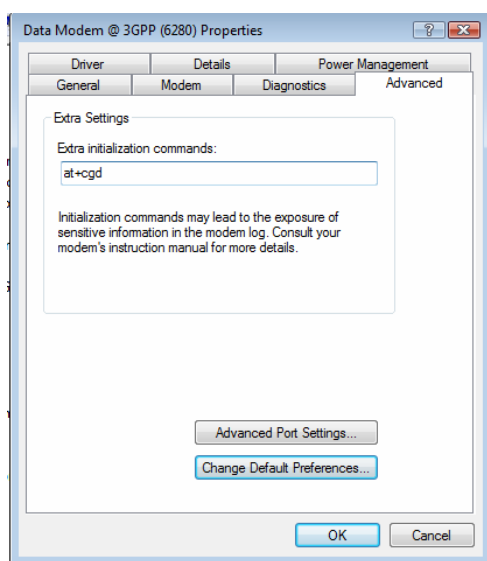 Data Modem @ 3GPP (6280) Properties
Driver Details Power Management
General Modem Diagnostics Advanced
Extra Settings
Extra initialization commands:
at+cgd
Initialization commands may lead to the exposure of
sensitive information in the modem log. Consult your
modem's instruction manual for more details.
Advanced Port Settings...
Change Default Preferences...
OK Cancel